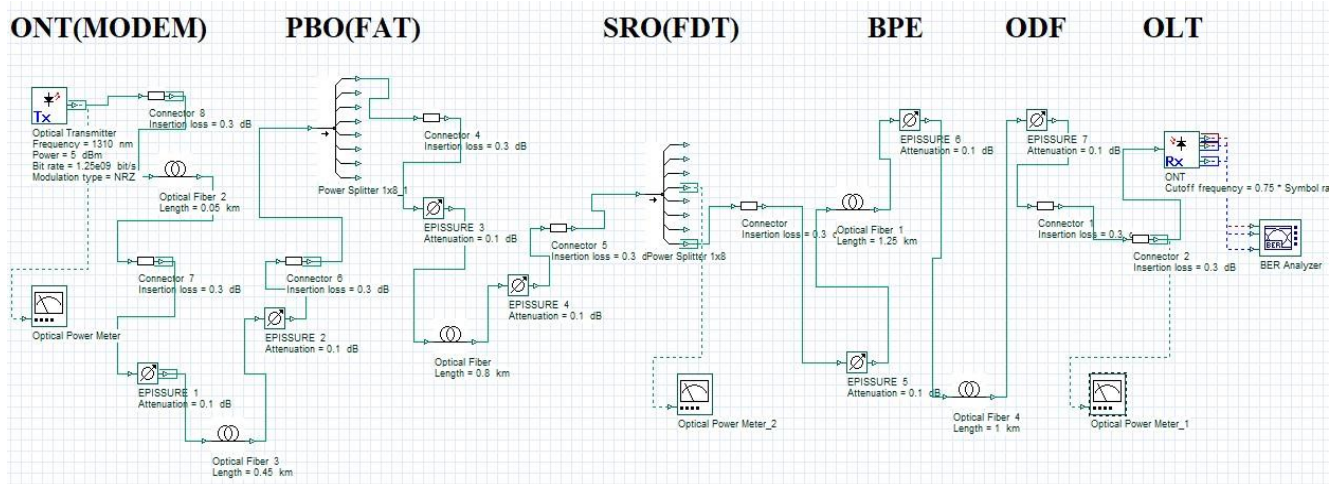 ONT(MODEM)
PBO(FAT)
SRO(FDT)
BPE
ODF
OLT
Tx
Optical Transmitter
Frequency = 1310 nm
Power = 5 dBm
Bit rate = 1.25e09 bit/s
Modulation type = NRZ
Connector 8
Insertion loss = 0.3 dB
Optical Fiber 2
Length = 0.05 km
Connector 7
Insertion loss = 0.3 dB
Optical Power Meter
EPISSURE 1
Attenuation = 0.1 dB
Optical Fiber 3
Length = 0.45 km
Power Splitter 1x8_1
Connector 6
Insertion loss = 0.3 dB
EPISSURE 2
Attenuation = 0.1 dB
Connector 4
Insertion loss = 0.3 dB
EPISSURE 3
Attenuation = 0.1 dB
Optical Fiber
Length = 0.8 km
EPISSURE 4
Attenuation = 0.1 dB
Connector 5
Insertion loss = 0.3 d
Power Splitter 1x8
Optical Power Meter_2
Connector
Insertion loss = 0.3
Optical Fiber 1
Length = 1.25 km
EPISSURE 5
Attenuation = 0.1 dB
EPISSURE 6
Attenuation = 0.1 dB
Optical Fiber 4
Length = 1 km
EPISSURE 7
Attenuation = 0.1 dB
Connector 1
Insertion loss = 0.3
Connector 2
Insertion loss = 0.3 dB
Optical Power Meter_1
Rx
ONT
Cutoff frequency = 0.75 * Symbol ra
BER
BER Analyzer